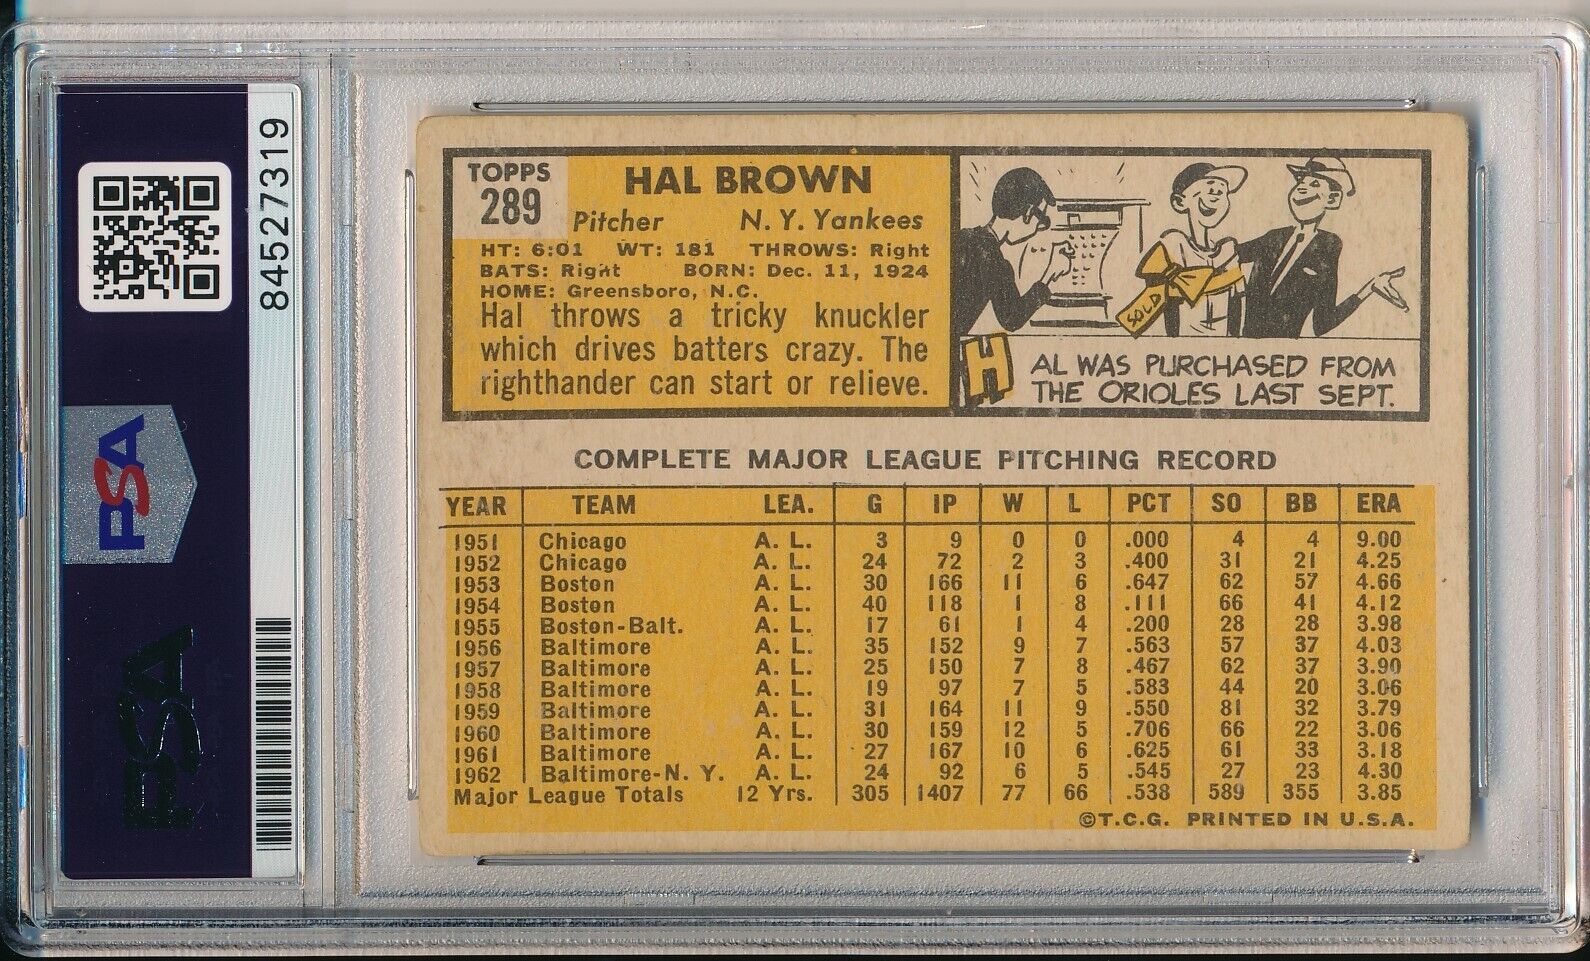 84527319
PSA
PSA
TOPPS
289
HAL BROWN
Pitcher N. Y. Yankees
HT: 6:01 WT: 181 THROWS: Right
BATS: Right BORN: Dec. 11, 1924
HOME: Greensboro, N.C.
Hal throws a tricky knuckler
which drives batters crazy. The
righthander can start or relieve.
SOLD
H
AL WAS PURCHASED FROM
THE ORIOLES LAST SEPT.
COMPLETE MAJOR LEAGUE PITCHING RECORD
YEAR TEAM LEA. G IP W L PCT SO BB ERA
1951 Chicago A. L. 3 9 0 0 .000 4 4 9.00
1952 Chicago A. L. 24 72 2 3 .400 31 21 4.25
1953 Boston A. L. 30 166 11 6 .647 62 57 4.66
1954 Boston A. L. 40 118 1 8 .111 66 41 4.12
1955 Boston-Balt. A. L. 17 61 1 4 .200 28 28 3.98
1956 Baltimore A. L. 35 152 9 7 .563 57 37 4.03
1957 Baltimore A. L. 25 150 7 8 .467 62 37 3.90
1958 Baltimore A. L. 19 97 7 5 .583 44 20 3.06
1959 Baltimore A. L. 31 164 11 9 .550 81 32 3.79
1960 Baltimore A. L. 30 159 12 5 .706 66 22 3.06
1961 Baltimore A. L. 27 167 10 6 .625 61 33 3.18
1962 Baltimore-N. Y. A. L. 24 92 6 5 .545 27 23 4.30
Major League Totals 12 Yrs. 305 1407 77 66 .538 589 355 3.85
©T.C.G. PRINTED IN U.S.A.